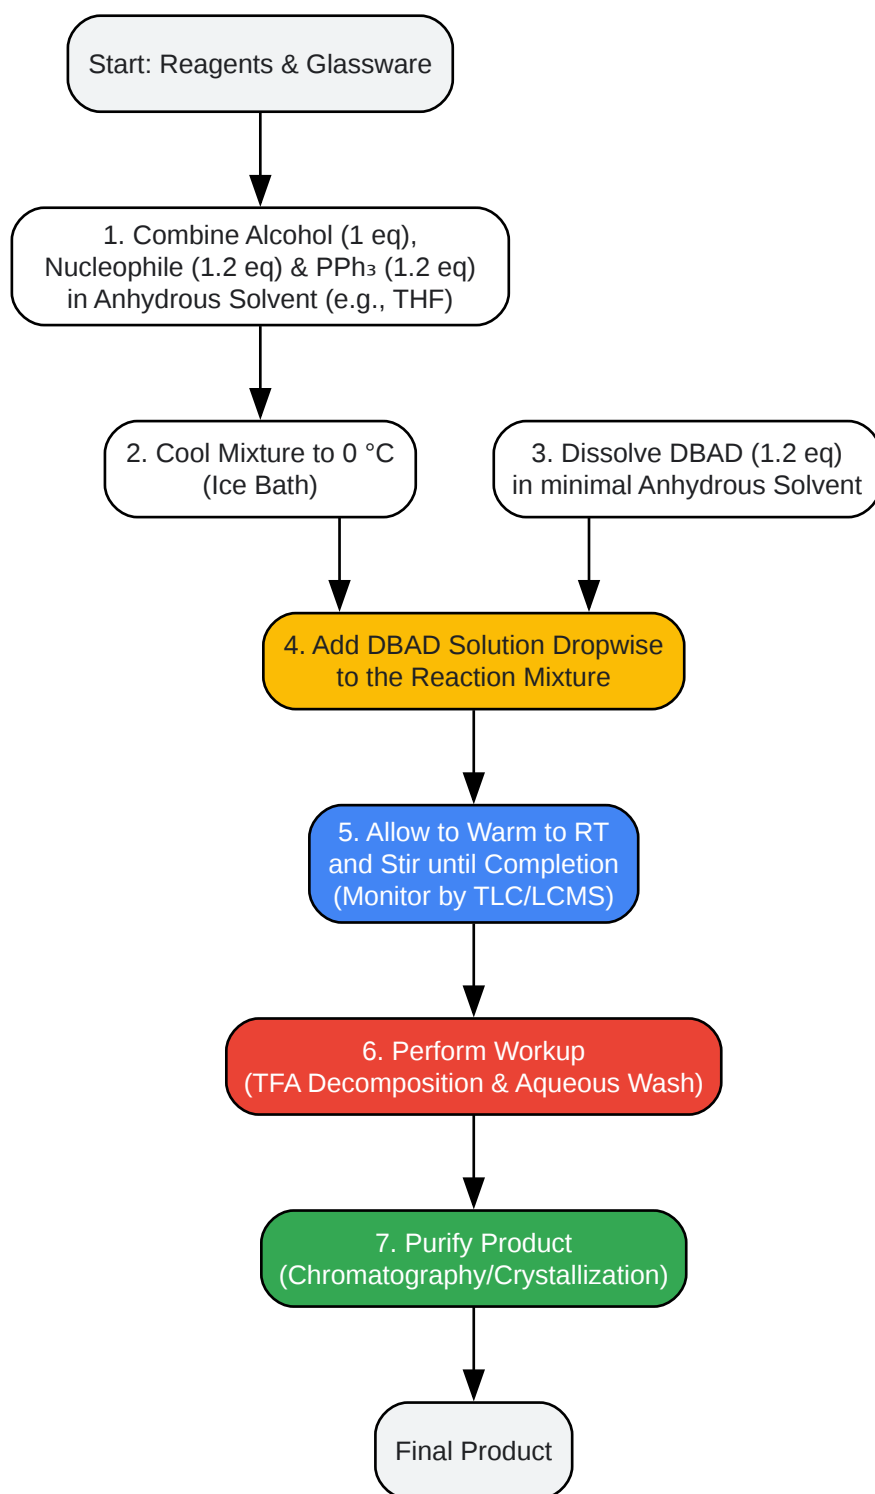 Start: Reagents & Glassware
1. Combine Alcohol (1 eq),
Nucleophile (1.2 eq) & PPh₃ (1.2 eq)
in Anhydrous Solvent (e.g., THF)
2. Cool Mixture to 0 °C
(Ice Bath)
3. Dissolve DBAD (1.2 eq)
in minimal Anhydrous Solvent
4. Add DBAD Solution Dropwise
to the Reaction Mixture
5. Allow to Warm to RT
and Stir until Completion
(Monitor by TLC/LCMS)
6. Perform Workup
(TFA Decomposition & Aqueous Wash)
7. Purify Product
(Chromatography/Crystallization)
Final Product